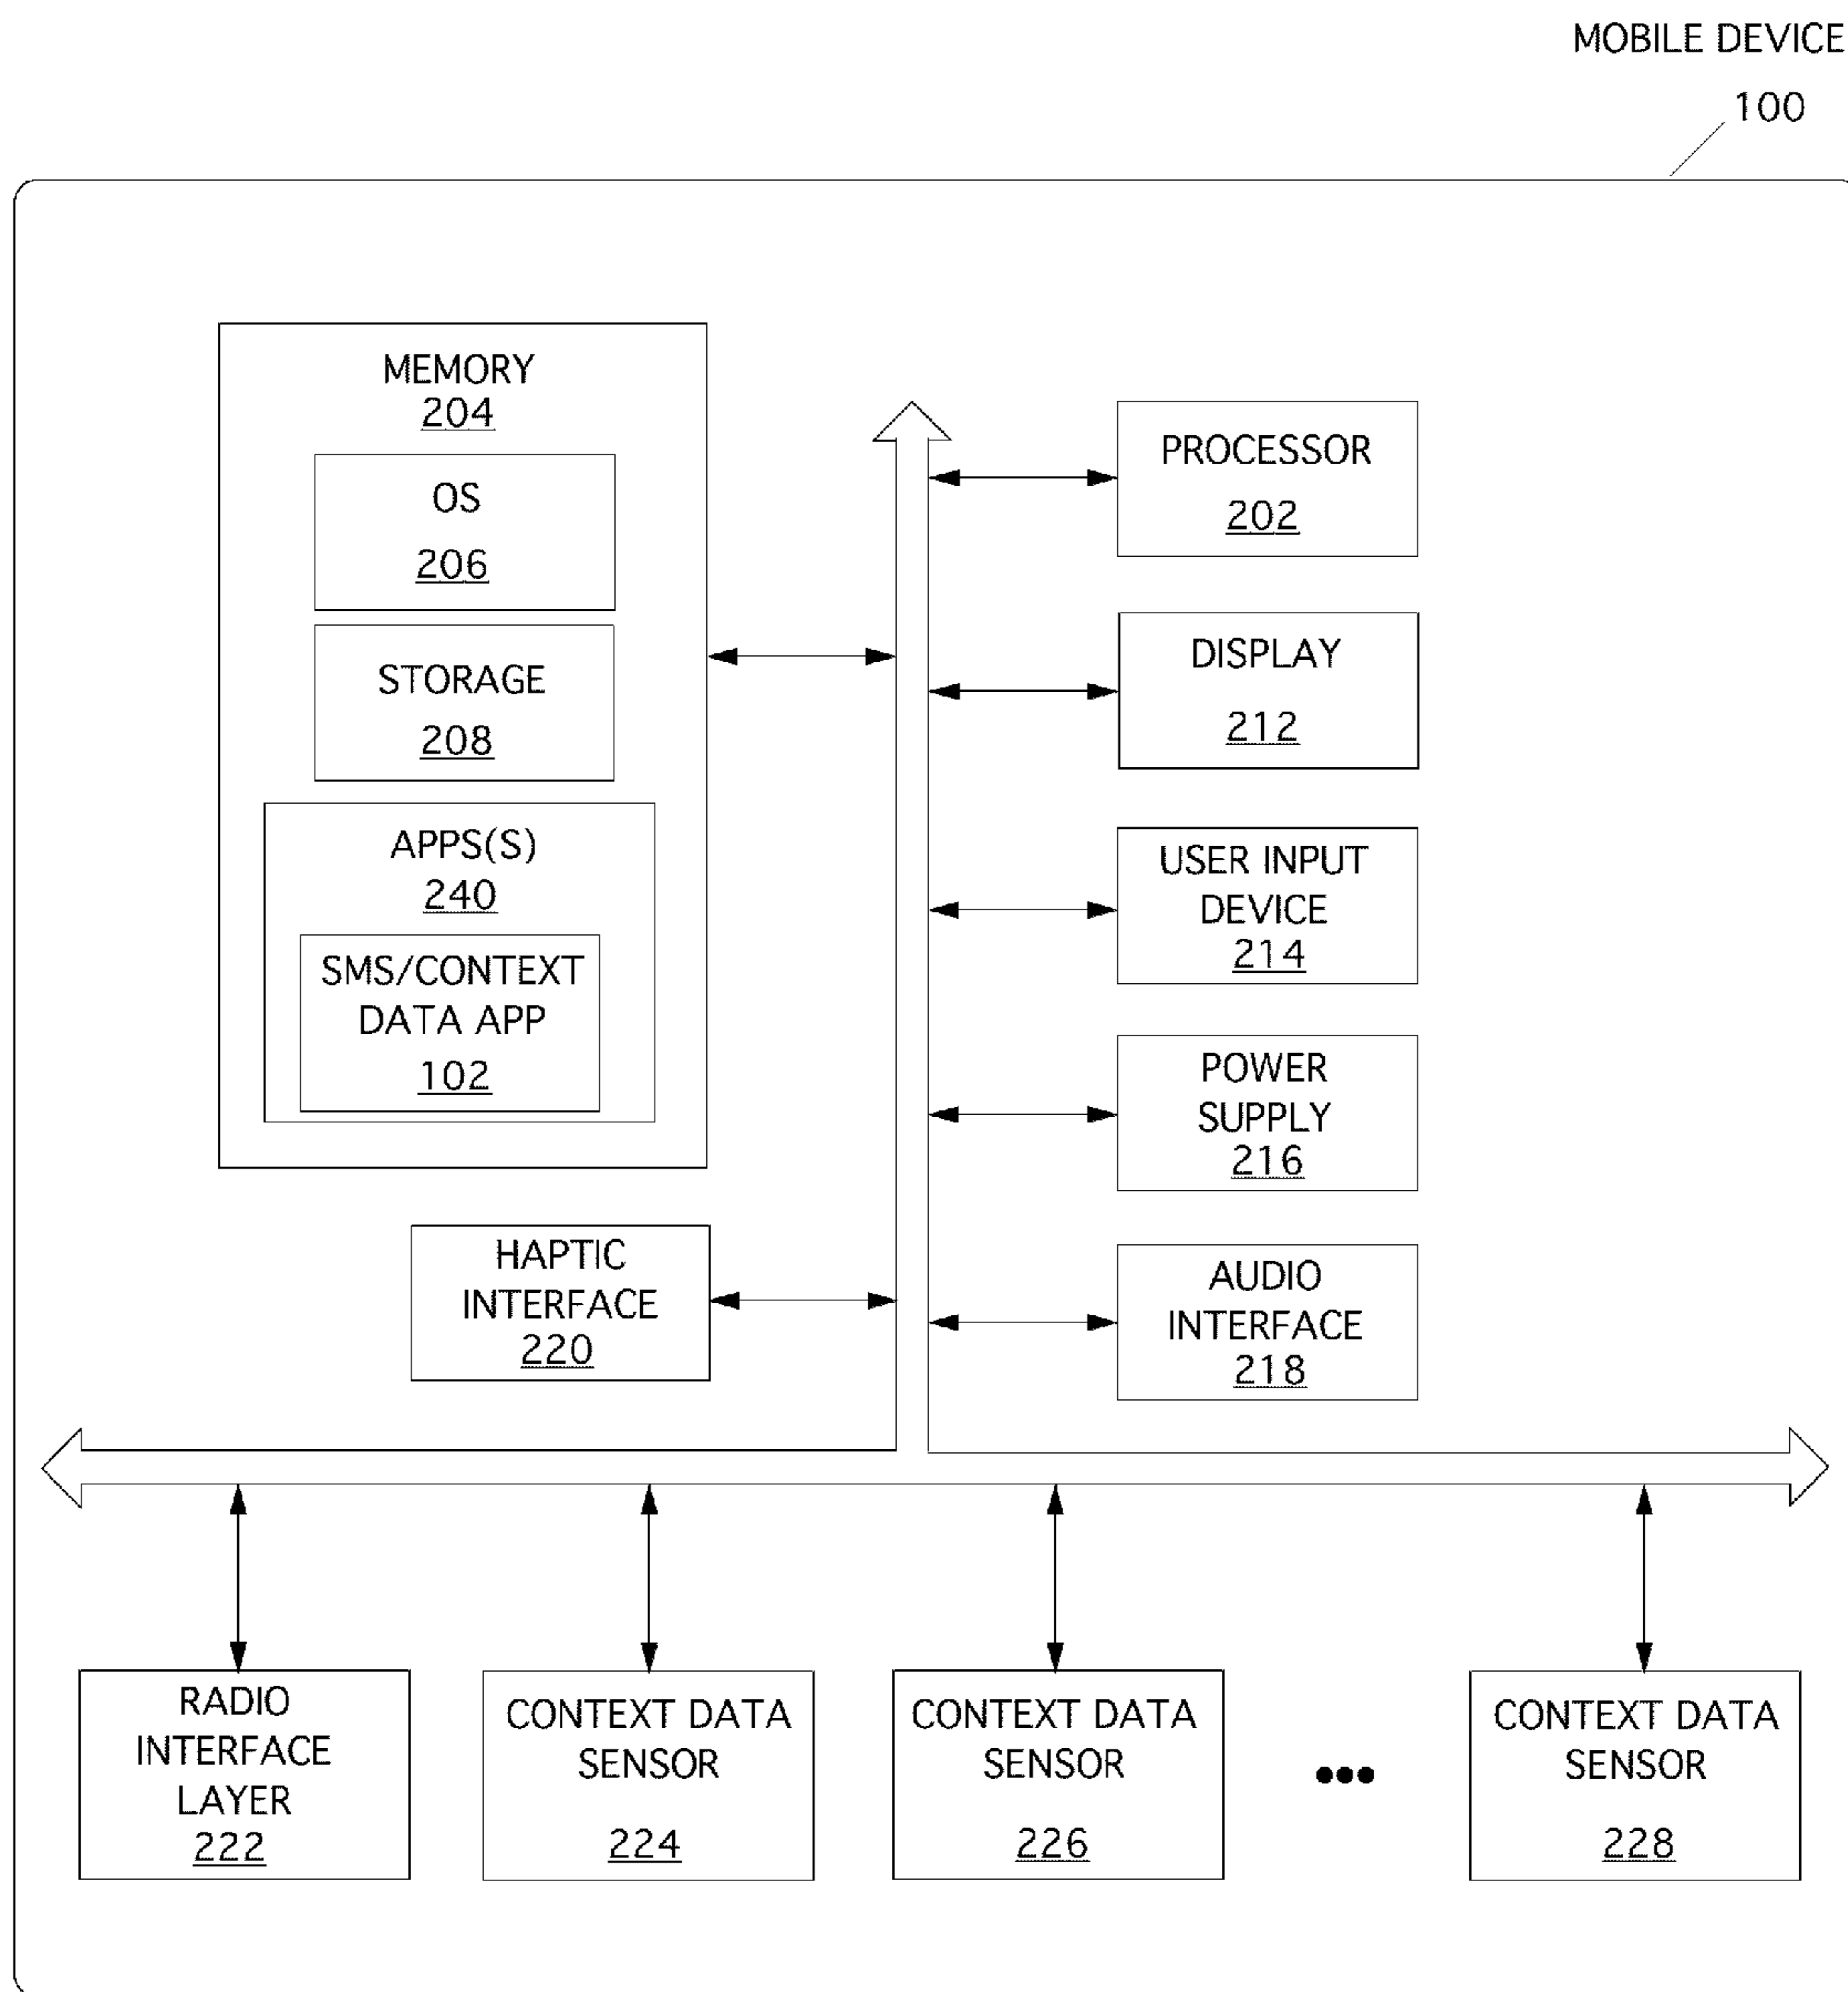 MOBILE DEVICE
100
MEMORY
204
OS
206
STORAGE
208
APPS(S)
240
SMS/CONTEXT
DATA APP
102
PROCESSOR
202
DISPLAY
212
USER INPUT
DEVICE
214
POWER
SUPPLY
216
HAPTIC
INTERFACE
220
AUDIO
INTERFACE
218
RADIO
INTERFACE
LAYER
222
CONTEXT DATA
SENSOR
224
CONTEXT DATA
SENSOR
226
•••
CONTEXT DATA
SENSOR
228